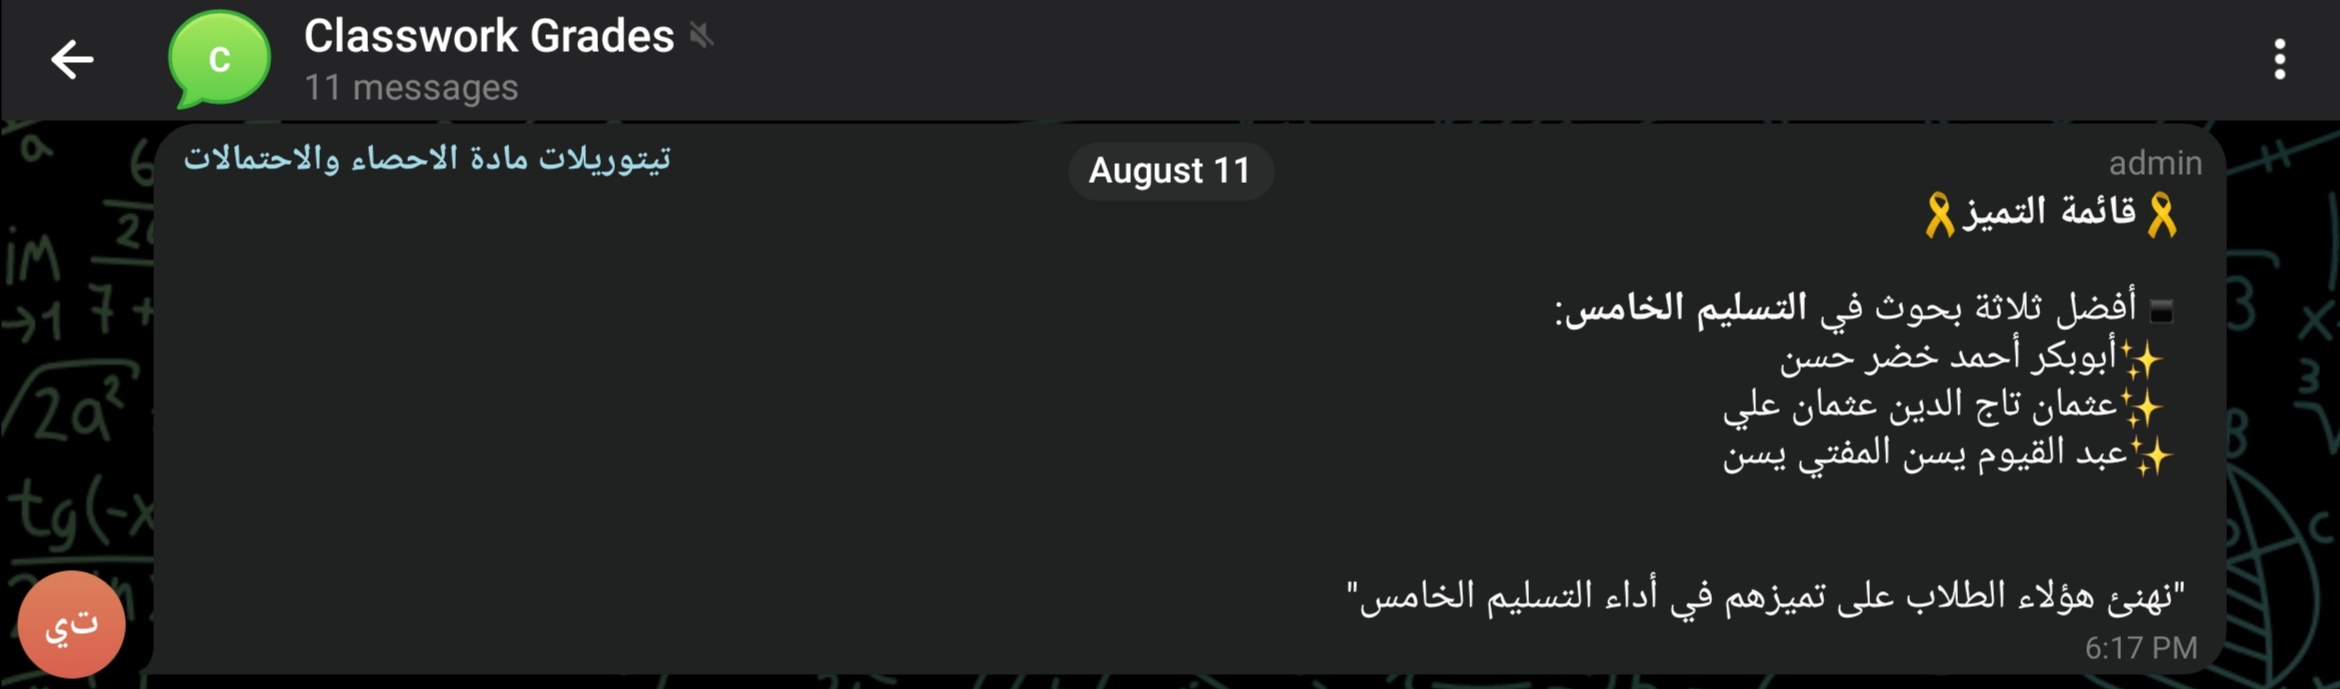 C
Classwork Grades
11 messages
تيتوريلات مادة الاحصاء والاحتمالات
admin
August 11
🎗قائمة التميز🎗
▪أفضل ثلاثة بحوث في التسليم الخامس:
✨أبوبكر أحمد خضر حسن
✨عثمان تاج الدين عثمان علي
✨عبد القيوم يسن المفتي يسن
"نهنئ هؤلاء الطلاب على تميزهم في أداء التسليم الخامس"
6:17 PM
تي